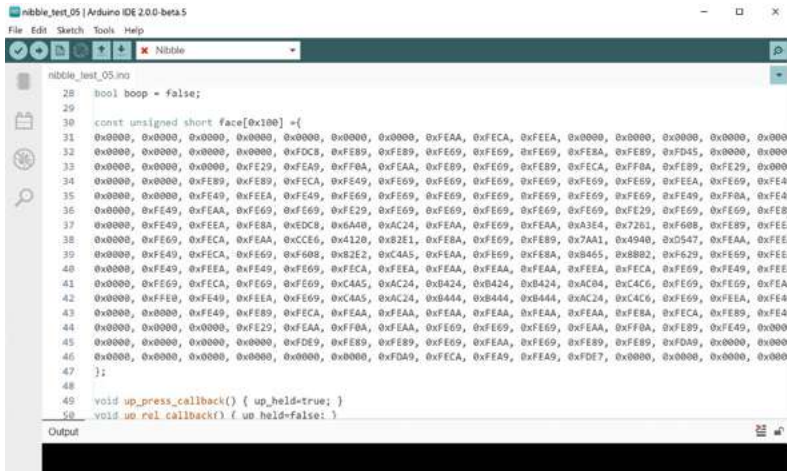 nibble_test_05 | Arduino IDE 2.0.0-beta.5
File Edit Sketch Tools Help
Nibble
nibble_test_05.ino
28 bool boop = false;
29
30 const unsigned short face[0x100] ={
31 0x0000, 0x0000, 0x0000, 0x0000, 0x0000, 0x0000, 0x0000, 0xFEAA, 0xFECA, 0xFEEA, 0x0000, 0x0000, 0x0000, 0x0000, 0x000
32 0x0000, 0x0000, 0x0000, 0x0000, 0xFDC8, 0xFE89, 0xFE89, 0xFE69, 0xFE69, 0xFE69, 0xFE8A, 0xFE89, 0xFD45, 0x0000, 0x000
33 0x0000, 0x0000, 0x0000, 0xFE29, 0xFEA9, 0xFF0A, 0xFEAA, 0xFE89, 0xFE69, 0xFE89, 0xFECA, 0xFF0A, 0xFE89, 0xFE29, 0x000
34 0x0000, 0x0000, 0xFE89, 0xFE89, 0xFECA, 0xFE49, 0xFE69, 0xFE69, 0xFE69, 0xFE69, 0xFE69, 0xFE69, 0xFEEA, 0xFE69, 0xFE4
35 0x0000, 0x0000, 0xFE49, 0xFEEA, 0xFE49, 0xFE69, 0xFE69, 0xFE69, 0xFE69, 0xFE69, 0xFE69, 0xFE69, 0xFE49, 0xFF0A, 0xFE4
36 0x0000, 0xFE49, 0xFEAA, 0xFE69, 0xFE69, 0xFE29, 0xFE69, 0xFE69, 0xFE69, 0xFE69, 0xFE69, 0xFE29, 0xFE69, 0xFE69, 0xFE8
37 0x0000, 0xFE49, 0xFEEA, 0xFE8A, 0xEDC8, 0x6A40, 0xAC24, 0xFEAA, 0xFE69, 0xFEAA, 0xA3E4, 0x7261, 0xF608, 0xFE89, 0xFEE
38 0x0000, 0xFE69, 0xFECA, 0xFEAA, 0xCCE6, 0x4120, 0x82E1, 0xFE8A, 0xFE69, 0xFE89, 0x7AA1, 0x4940, 0xD547, 0xFEAA, 0xFEE
39 0x0000, 0xFE49, 0xFECA, 0xFE69, 0xF608, 0x82E2, 0xC4A5, 0xFEAA, 0xFE69, 0xFE8A, 0xB465, 0x8B02, 0xF629, 0xFE69, 0xFEE
40 0x0000, 0xFE49, 0xFEEA, 0xFE49, 0xFE69, 0xFECA, 0xFEEA, 0xFEAA, 0xFEAA, 0xFEAA, 0xFEEA, 0xFECA, 0xFE69, 0xFE49, 0xFEE
41 0x0000, 0xFE69, 0xFECA, 0xFE69, 0xFE69, 0xC4A5, 0xAC24, 0xB424, 0xB424, 0xB424, 0xAC04, 0xC4C6, 0xFE69, 0xFE69, 0xFEA
42 0x0000, 0xFFE0, 0xFE49, 0xFEEA, 0xFE69, 0xC4A5, 0xAC24, 0xB444, 0xB444, 0xB444, 0xAC24, 0xC4C6, 0xFE69, 0xFEEA, 0xFE4
43 0x0000, 0x0000, 0xFE49, 0xFE89, 0xFECA, 0xFEAA, 0xFEAA, 0xFEAA, 0xFEAA, 0xFEAA, 0xFEAA, 0xFE8A, 0xFECA, 0xFE89, 0xFE4
44 0x0000, 0x0000, 0x0000, 0xFE29, 0xFEAA, 0xFF0A, 0xFEAA, 0xFE69, 0xFE69, 0xFE69, 0xFEAA, 0xFF0A, 0xFE89, 0xFE49, 0x000
45 0x0000, 0x0000, 0x0000, 0x0000, 0xFDE9, 0xFE89, 0xFE89, 0xFE69, 0xFEAA, 0xFE69, 0xFE89, 0xFE89, 0xFDA9, 0x0000, 0x000
46 0x0000, 0x0000, 0x0000, 0x0000, 0x0000, 0x0000, 0xFDA9, 0xFECA, 0xFEA9, 0xFEA9, 0xFDE7, 0x0000, 0x0000, 0x0000, 0x000
47 };
48
49 void up_press_callback() { up_held=true; }
50 void up_rel_callback() { up_held=false; }
Output